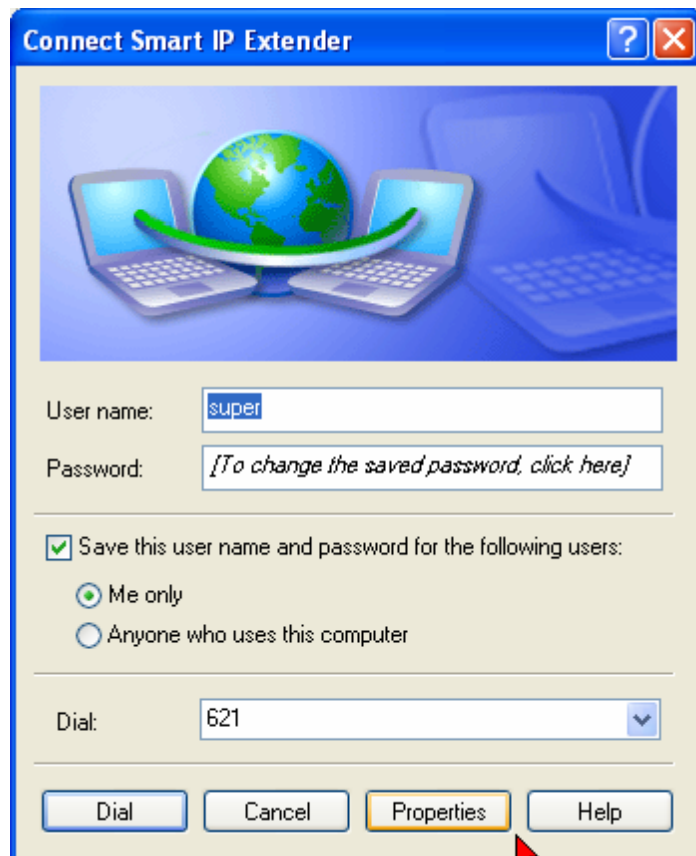 Connect Smart IP Extender
User name: super
Password: [To change the saved password, click here]
Save this user name and password for the following users:
Me only
Anyone who uses this computer
Dial: 621
Dial Cancel Properties Help